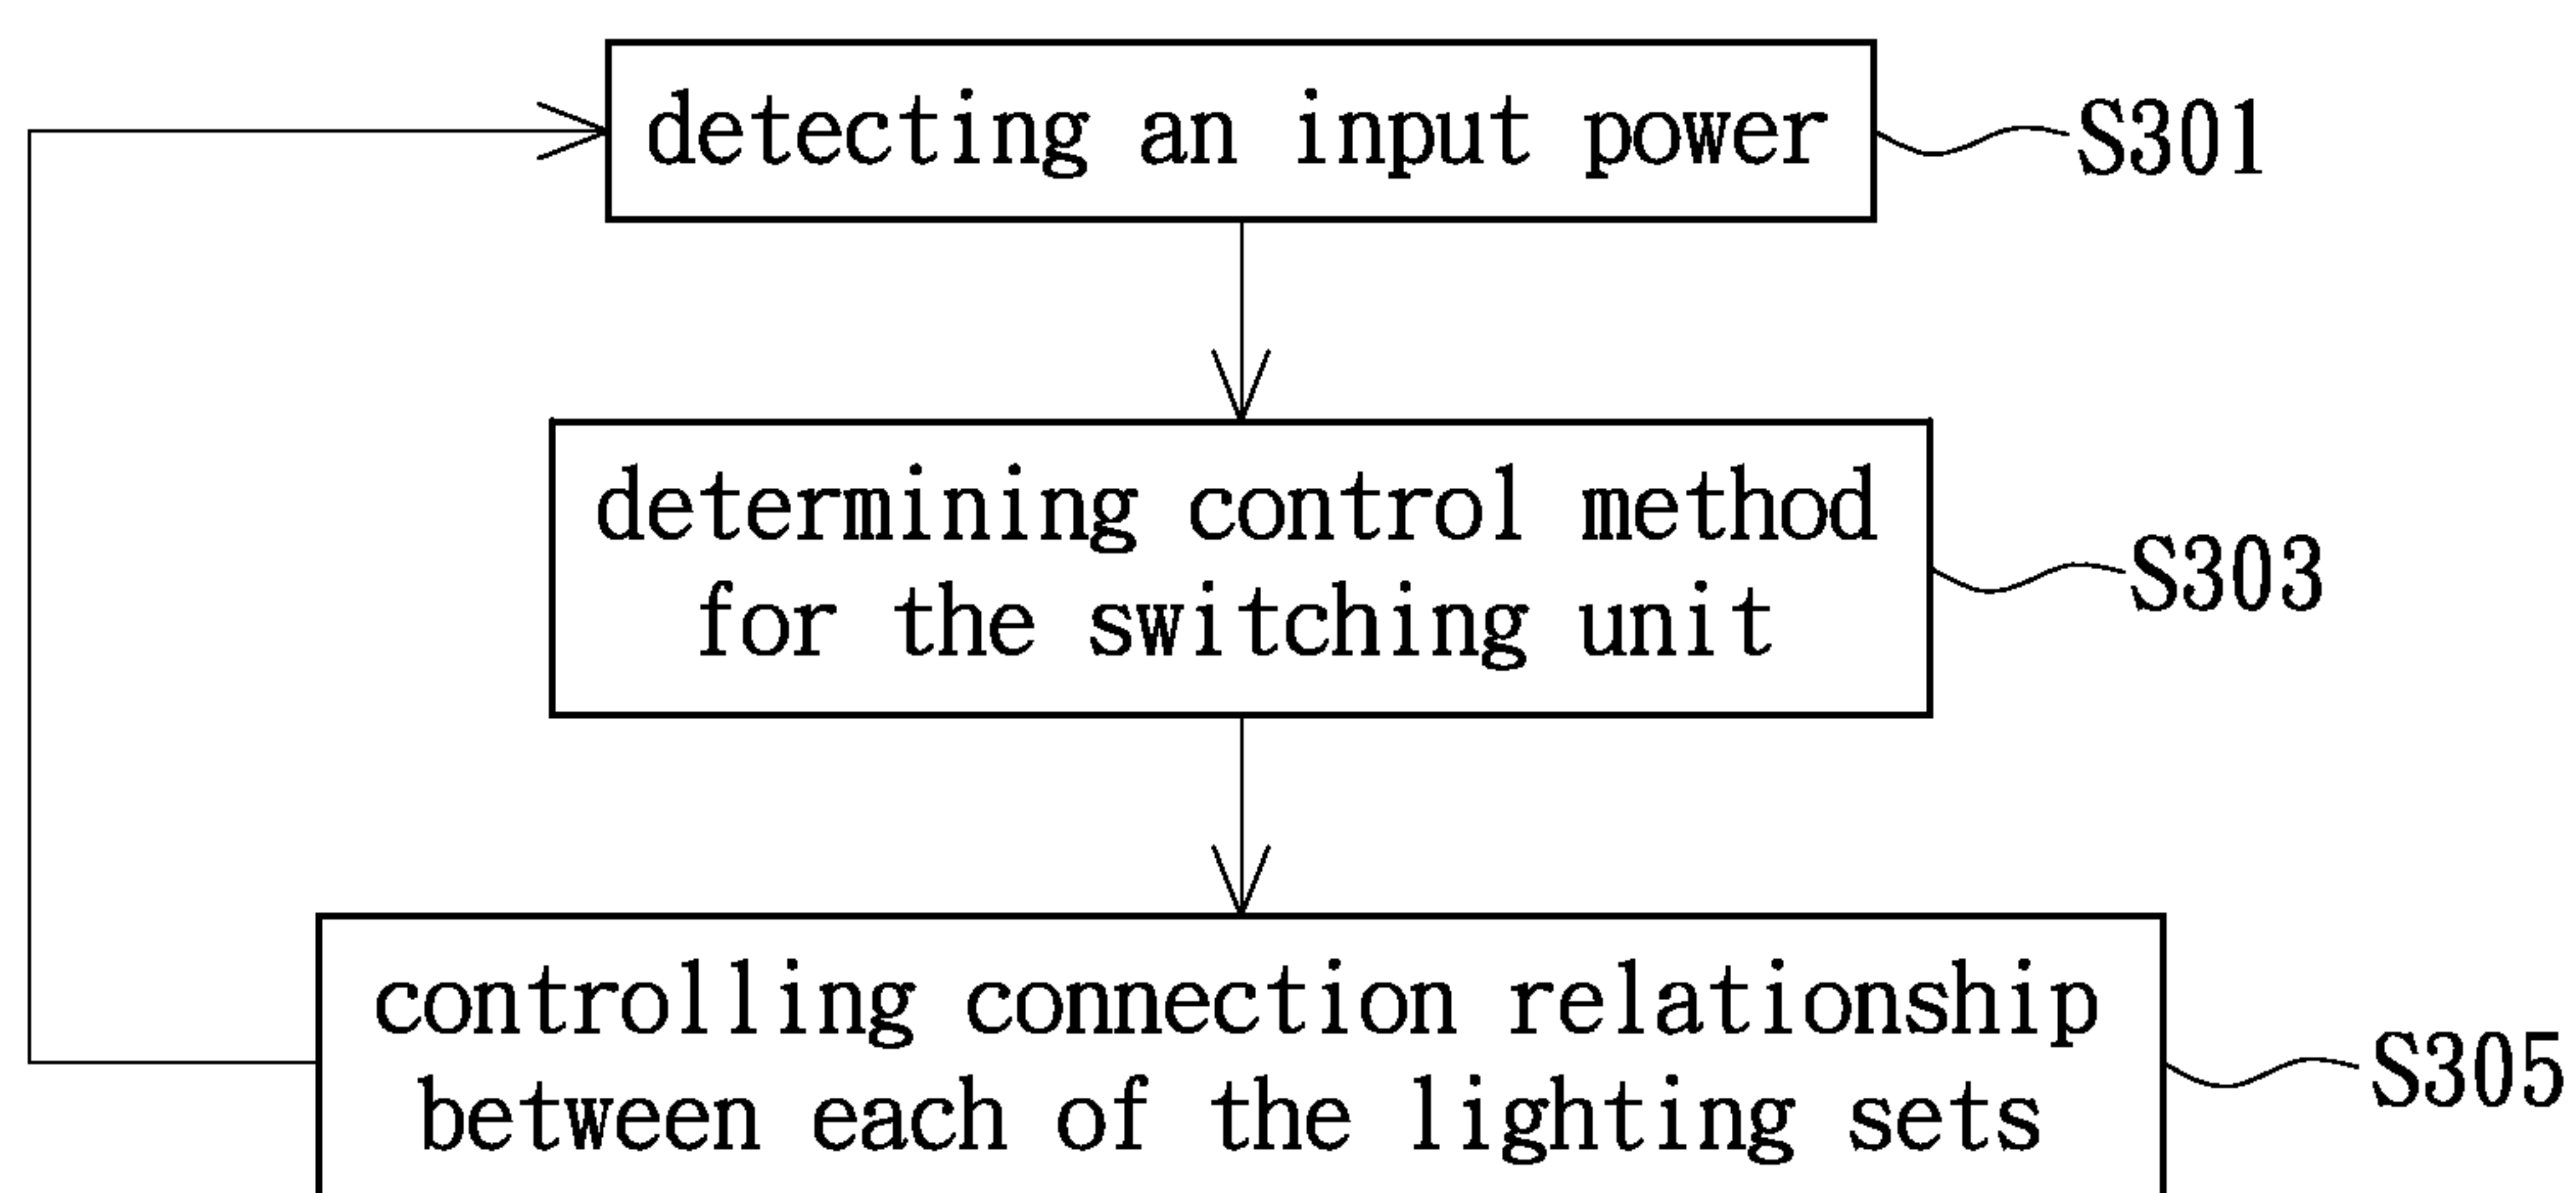 detecting an input power
S301
determining control method
for the switching unit
S303
controlling connection relationship
between each of the lighting sets
S305